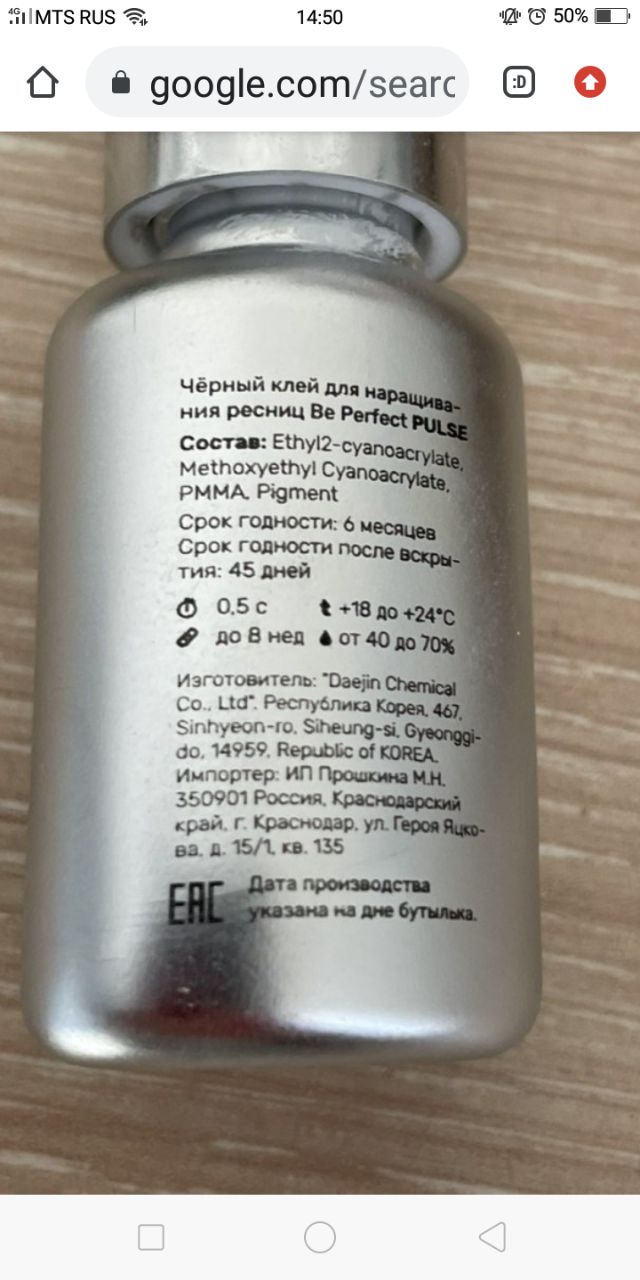 4G MTS RUS 14:50 50%
google.com/searc :D
Чёрный клей для наращива-
ния ресниц Be Perfect PULSE
Состав: Ethyl2-cyanoacrylate,
Methoxyethyl Cyanoacrylate,
PMMA, Pigment
Срок годности: 6 месяцев
Срок годности после вскры-
тия: 45 дней
0,5 с t +18 до +24°C
до 8 нед от 40 до 70%
Изготовитель: "Daejin Chemical
Co., Ltd". Республика Корея, 467,
Sinhyeon-ro, Siheung-si, Gyeonggi-
do, 14959, Republic of KOREA.
Импортер: ИП Прошкина М.Н.
350901 Россия, Краснодарский
край, г. Краснодар, ул. Героя Яцко-
ва, д. 15/1, кв. 135
EAC Дата производства
указана на дне бутылька.